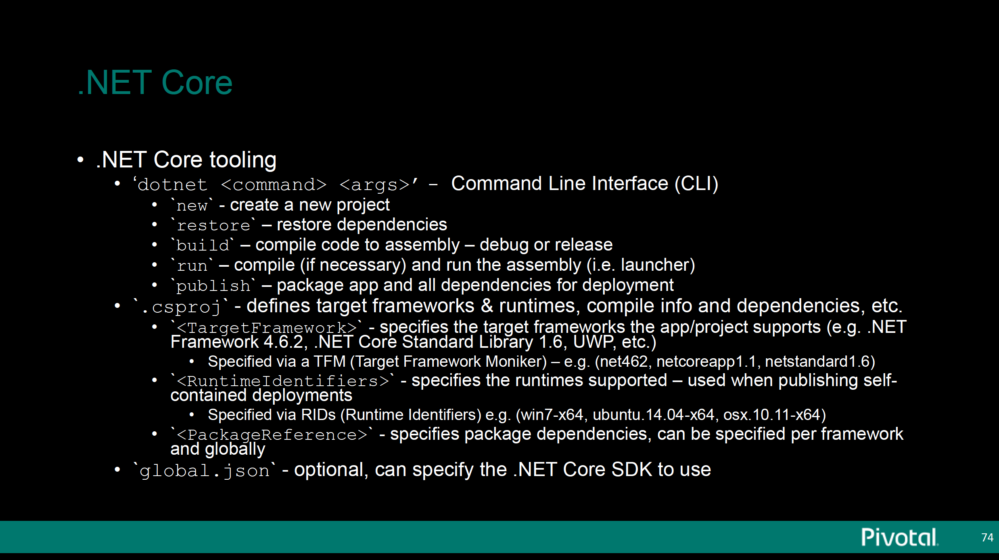 .NET Core
• .NET Core tooling
• ‘dotnet <command> <args>’ – Command Line Interface (CLI)
• `new` - create a new project
• `restore` – restore dependencies
• `build` – compile code to assembly – debug or release
• `run` – compile (if necessary) and run the assembly (i.e. launcher)
• `publish` – package app and all dependencies for deployment
• `.csproj` - defines target frameworks & runtimes, compile info and dependencies, etc.
• `<TargetFramework>` - specifies the target frameworks the app/project supports (e.g. .NET
Framework 4.6.2, .NET Core Standard Library 1.6, UWP, etc.)
• Specified via a TFM (Target Framework Moniker) – e.g. (net462, netcoreapp1.1, netstandard1.6)
• `<RuntimeIdentifiers>` - specifies the runtimes supported – used when publishing self-
contained deployments
• Specified via RIDs (Runtime Identifiers) e.g. (win7-x64, ubuntu.14.04-x64, osx.10.11-x64)
• `<PackageReference>` - specifies package dependencies, can be specified per framework
and globally
• `global.json` - optional, can specify the .NET Core SDK to use
Pivotal
74